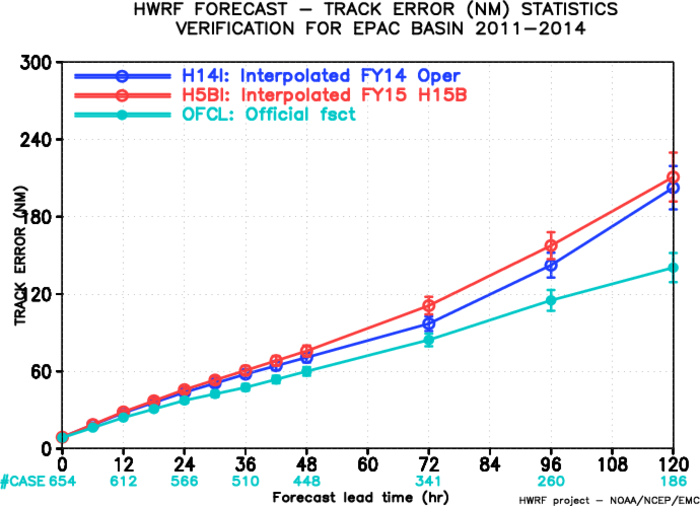 HWRF FORECAST – TRACK ERROR (NM) STATISTICS
VERIFICATION FOR EPAC BASIN 2011–2014
H14I: Interpolated FY14 Oper
H5BI: Interpolated FY15 H15B
OFCL: Official fsct
TRACK ERROR (NM)
300
240
180
120
60
0
0 12 24 36 48 60 72 84 96 108 120
#CASE 654 612 566 510 448 341 260 186
Forecast lead time (hr)
HWRF project – NOAA/NCEP/EMC